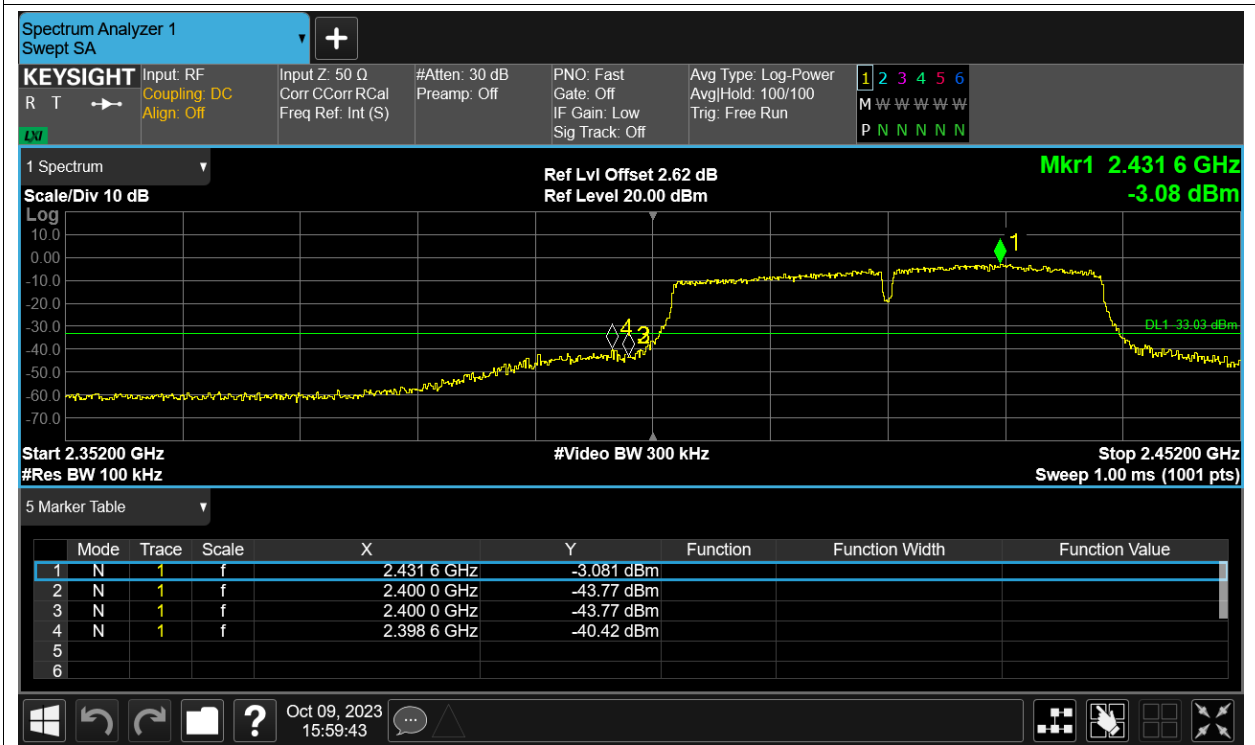 Spectrum Analyzer 1
Swept SA
KEYSIGHT
R T
LXI
Input: RF
Coupling: DC
Align: Off
Input Z: 50 Ω
Corr CCorr RCal
Freq Ref: Int (S)
#Atten: 30 dB
Preamp: Off
PNO: Fast
Gate: Off
IF Gain: Low
Sig Track: Off
Avg Type: Log-Power
Avg|Hold: 100/100
Trig: Free Run
1 2 3 4 5 6
M W W W W W
P N N N N N
1 Spectrum
Scale/Div 10 dB
Ref Lvl Offset 2.62 dB
Ref Level 20.00 dBm
Mkr1 2.431 6 GHz
-3.08 dBm
Log
10.0
0.00
-10.0
-20.0
-30.0
-40.0
-50.0
-60.0
-70.0
1
4
DL1 -33.03 dBm
Start 2.35200 GHz
#Video BW 300 kHz
Stop 2.45200 GHz
#Res BW 100 kHz
Sweep 1.00 ms (1001 pts)
5 Marker Table
Mode Trace Scale X Y Function Function Width Function Value
1 N 1 f 2.431 6 GHz -3.081 dBm
2 N 1 f 2.400 0 GHz -43.77 dBm
3 N 1 f 2.400 0 GHz -43.77 dBm
4 N 1 f 2.398 6 GHz -40.42 dBm
5
6
?
Oct 09, 2023
15:59:43